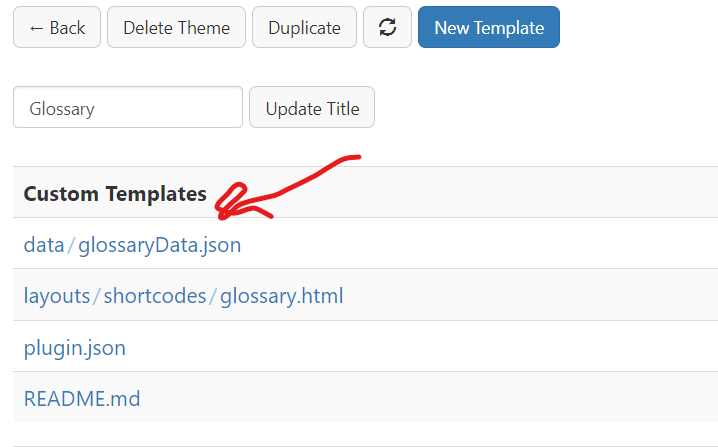 ← Back Delete Theme Duplicate New Template
Glossary Update Title
Custom Templates
data/glossaryData.json
layouts/shortcodes/glossary.html
plugin.json
README.md